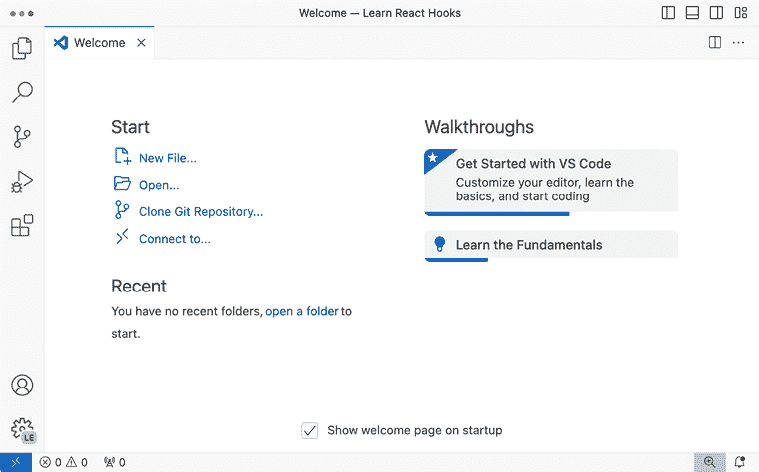 Welcome — Learn React Hooks
Welcome
Start
New File...
Open...
Clone Git Repository...
Connect to...
Recent
You have no recent folders, open a folder to
start.
Walkthroughs
Get Started with VS Code
Customize your editor, learn the
basics, and start coding
Learn the Fundamentals
Show welcome page on startup
LE
0 0 0